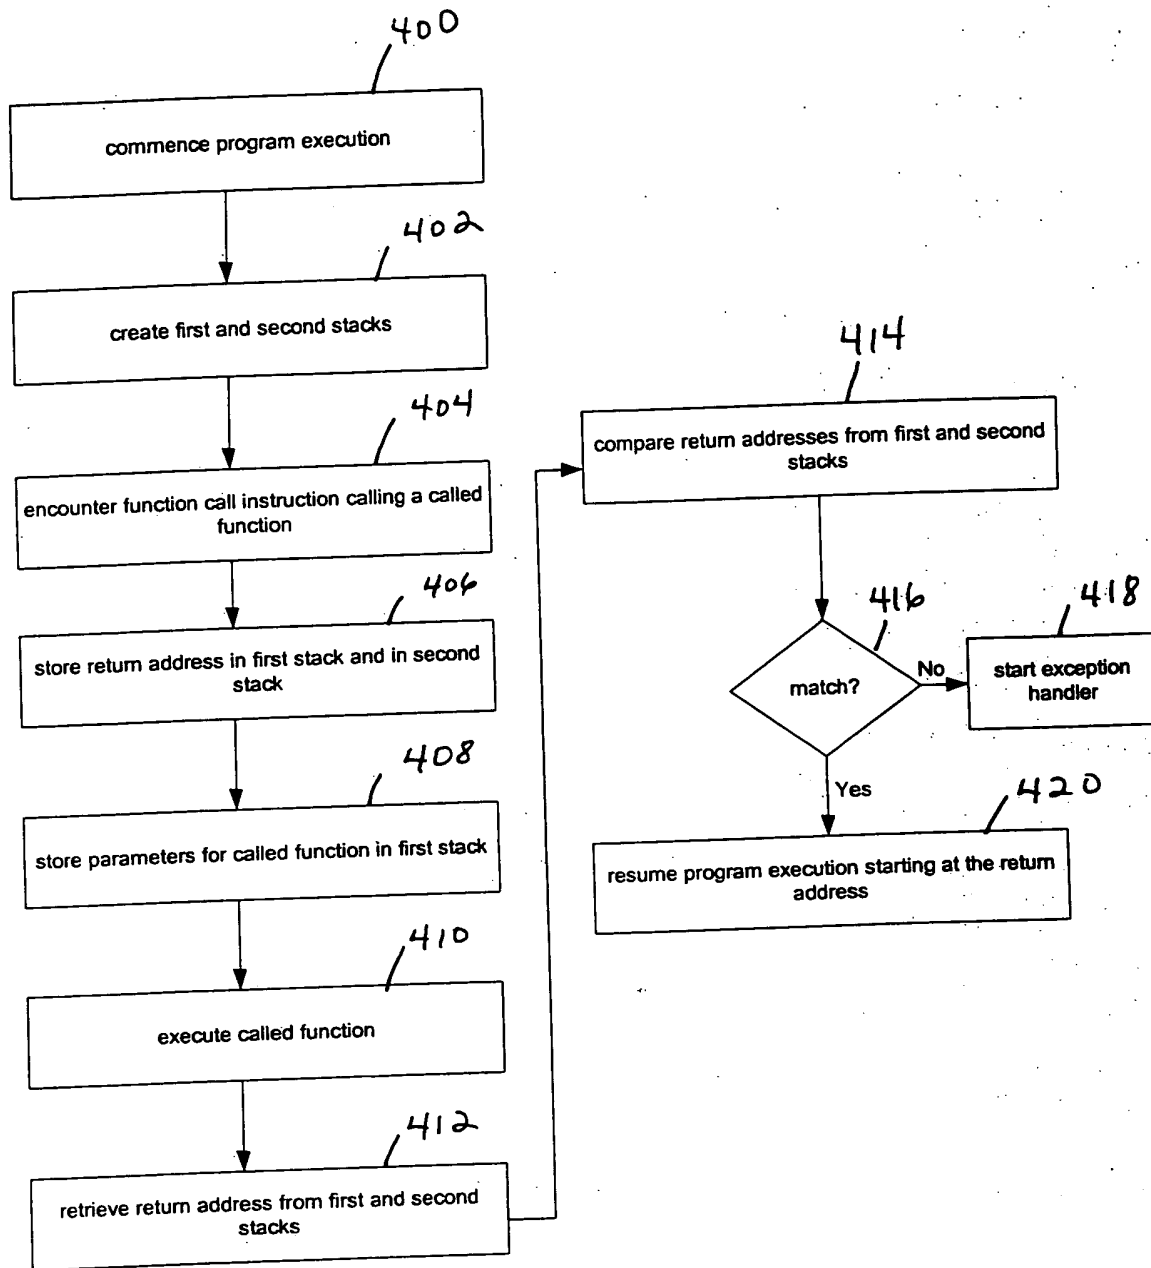 400
commence program execution
402
create first and second stacks
404
encounter function call instruction calling a called
function
406
store return address in first stack and in second
stack
408
store parameters for called function in first stack
410
execute called function
412
retrieve return address from first and second
stacks
414
compare return addresses from first and second
stacks
416
match?
No
418
start exception
handler
Yes
420
resume program execution starting at the return
address